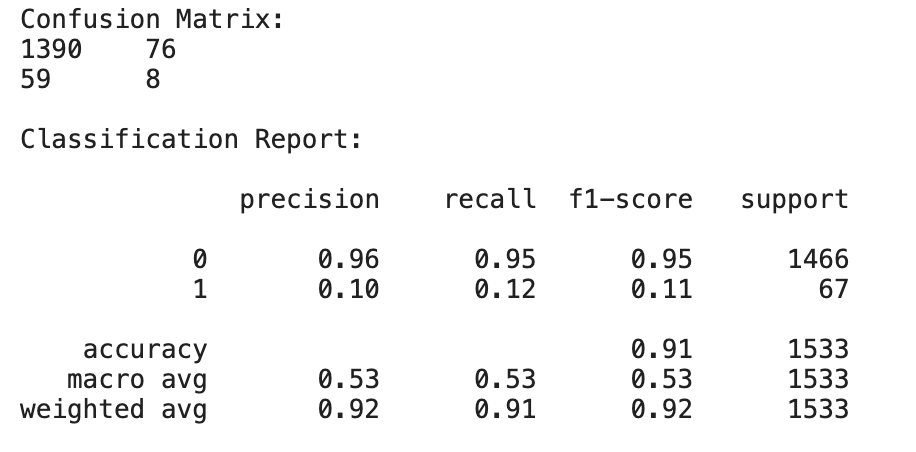 Confusion Matrix:
1390    76
59      8
Classification Report:
precision    recall  f1-score   support
0       0.96      0.95      0.95      1466
1       0.10      0.12      0.11        67
accuracy                           0.91      1533
macro avg       0.53      0.53      0.53      1533
weighted avg       0.92      0.91      0.92      1533